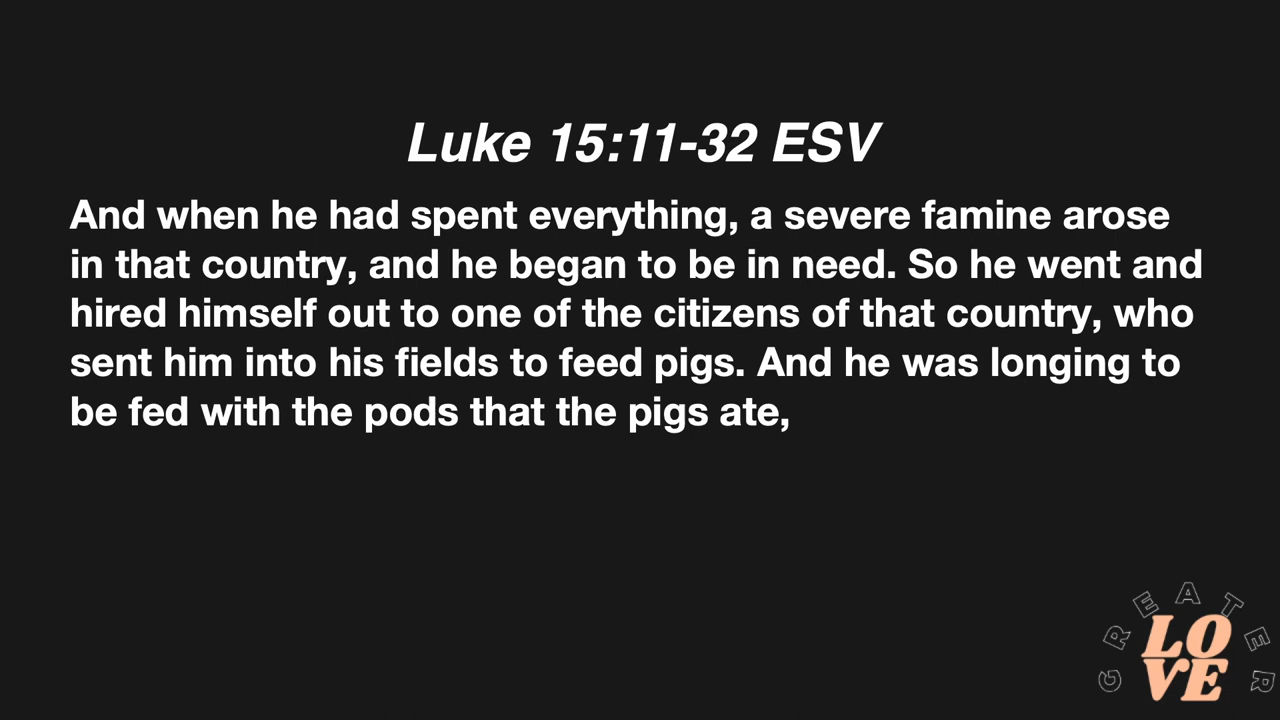 Luke 15:11-32 ESV
And when he had spent everything, a severe famine arose
in that country, and he began to be in need. So he went and
hired himself out to one of the citizens of that country, who
sent him into his fields to feed pigs. And he was longing to
be fed with the pods that the pigs ate,
GREATER
LO
VE